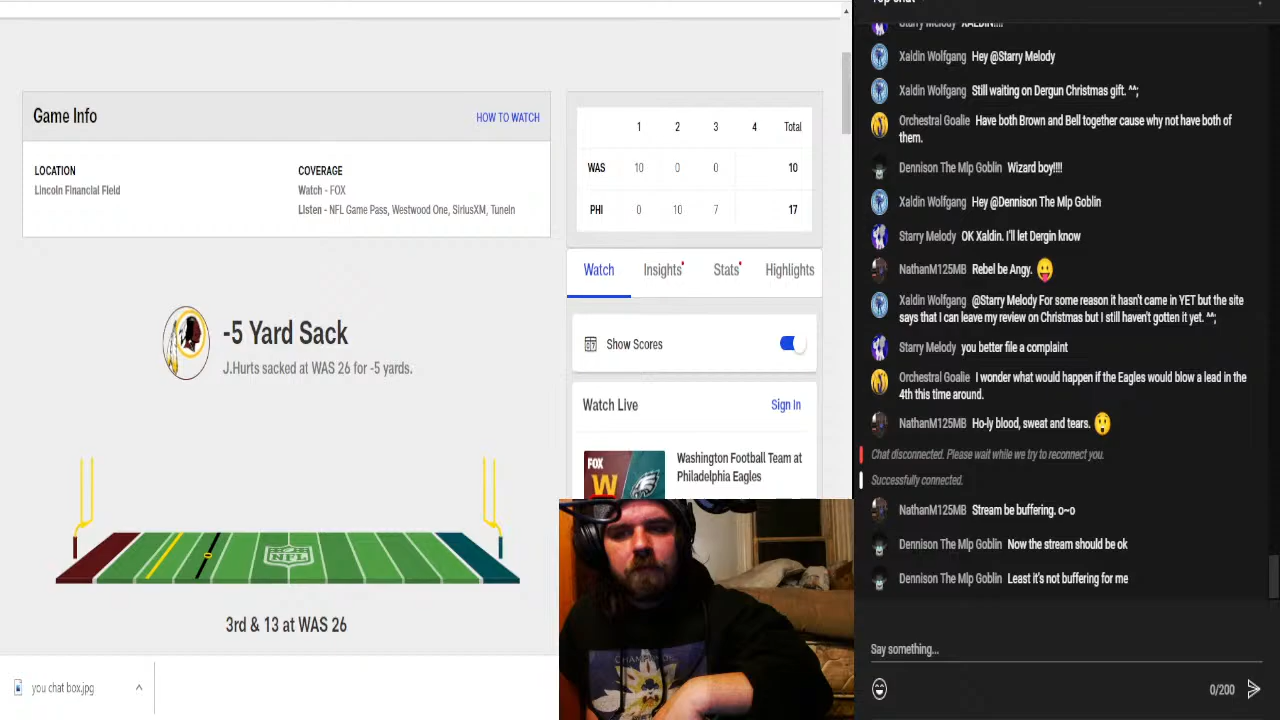 Game Info
HOW TO WATCH
LOCATION
Lincoln Financial Field
COVERAGE
Watch - FOX
Listen - NFL Game Pass, Westwood One, SiriusXM, TuneIn
1 2 3 4 Total
WAS 10 0 0 10
PHI 0 10 7 17
Watch Insights Stats Highlights
Show Scores
-5 Yard Sack
J.Hurts sacked at WAS 26 for -5 yards.
Watch Live
Sign In
FOX
W
Washington Football Team at
Philadelphia Eagles
NFL
3rd & 13 at WAS 26
you chat box.jpg
CHAMPION
Starry Melody XALDIN!!!!
Xaldin Wolfgang Hey @Starry Melody
Xaldin Wolfgang Still waiting on Dergun Christmas gift. ^^;
Orchestral Goalie Have both Brown and Bell together cause why not have both of
them.
Dennison The Mlp Goblin Wizard boy!!!!
Xaldin Wolfgang Hey @Dennison The Mlp Goblin
Starry Melody OK Xaldin. I'll let Dergin know
NathanM125MB Rebel be Angy. 😛
Xaldin Wolfgang @Starry Melody For some reason it hasn't came in YET but the site
says that I can leave my review on Christmas but I still haven't gotten it yet. ^^;
Starry Melody you better file a complaint
Orchestral Goalie I wonder what would happen if the Eagles would blow a lead in the
4th this time around.
NathanM125MB Ho-ly blood, sweat and tears. 😲
Chat disconnected. Please wait while we try to reconnect you.
Successfully connected.
NathanM125MB Stream be buffering. o~o
Dennison The Mlp Goblin Now the stream should be ok
Dennison The Mlp Goblin Least it's not buffering for me
Say something...
0/200